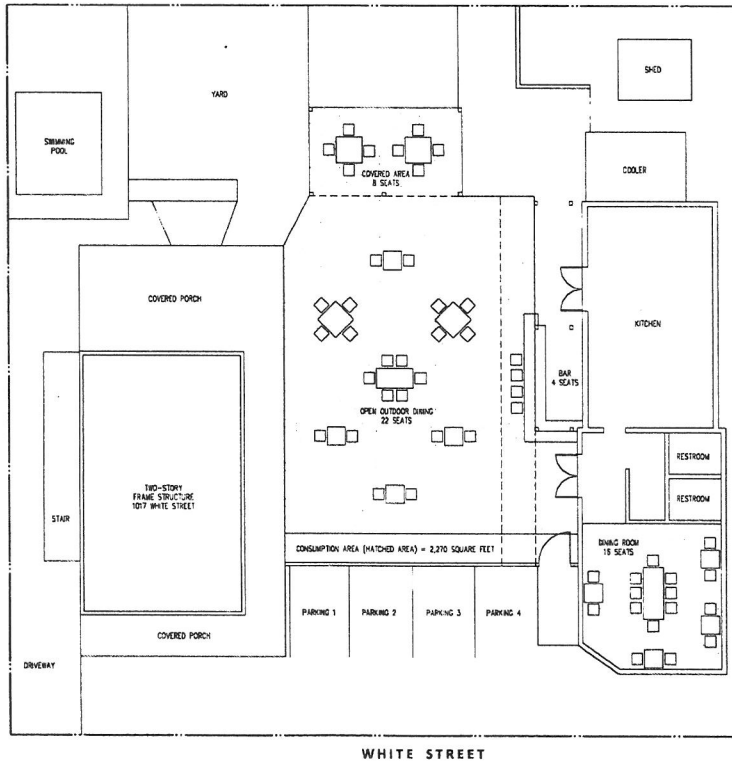 SHED
YARD
SWIMMING
POOL
COVERED AREA
8 SEATS
COOLER
COVERED PORCH
KITCHEN
BAR
4 SEATS
OPEN OUTDOOR DINING
22 SEATS
RESTROOM
TWO-STORY
FRAME STRUCTURE
1017 WHITE STREET
RESTROOM
STAIR
DINING ROOM
16 SEATS
CONSUMPTION AREA (HATCHED AREA) = 2,270 SQUARE FEET
PARKING 1
PARKING 2
PARKING 3
PARKING 4
COVERED PORCH
DRIVEWAY
WHITE STREET